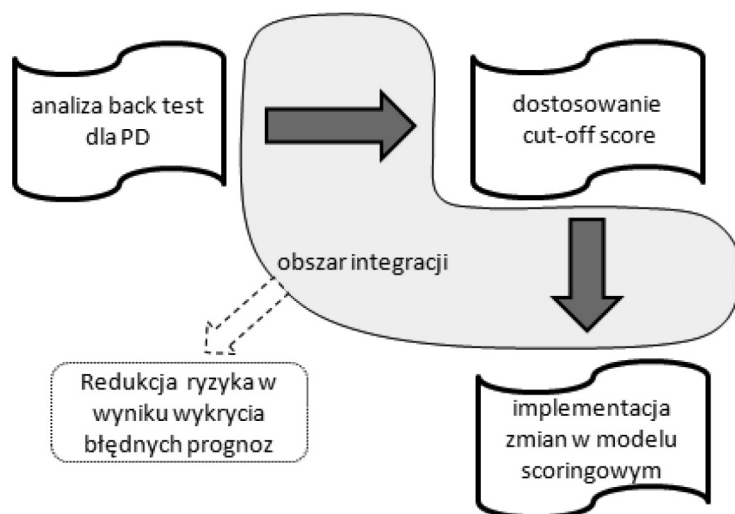 analiza back test
dla PD
dostosowanie
cut-off score
obszar integracji
Redukcja ryzyka w
wyniku wykrycia
błędnych prognoz
implementacja
zmian w modelu
scoringowym